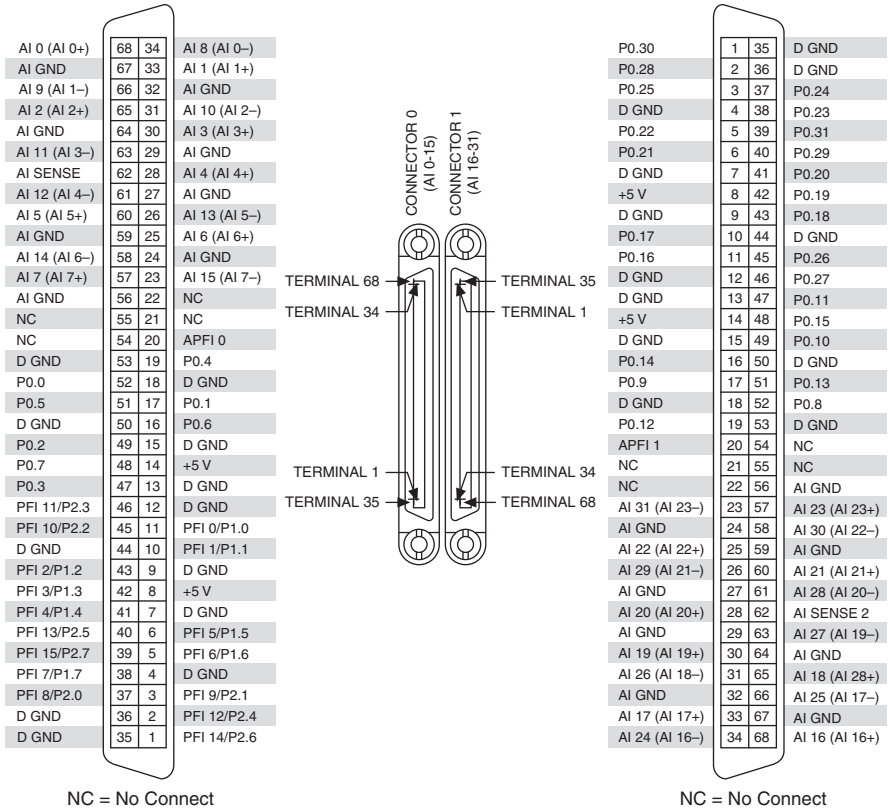 AI 0 (AI 0+) 68 34 AI 8 (AI 0–)
AI GND 67 33 AI 1 (AI 1+)
AI 9 (AI 1–) 66 32 AI GND
AI 2 (AI 2+) 65 31 AI 10 (AI 2–)
AI GND 64 30 AI 3 (AI 3+)
AI 11 (AI 3–) 63 29 AI GND
AI SENSE 62 28 AI 4 (AI 4+)
AI 12 (AI 4–) 61 27 AI GND
AI 5 (AI 5+) 60 26 AI 13 (AI 5–)
AI GND 59 25 AI 6 (AI 6+)
AI 14 (AI 6–) 58 24 AI GND
AI 7 (AI 7+) 57 23 AI 15 (AI 7–)
AI GND 56 22 NC
NC 55 21 NC
NC 54 20 APFI 0
D GND 53 19 P0.4
P0.0 52 18 D GND
P0.5 51 17 P0.1
D GND 50 16 P0.6
P0.2 49 15 D GND
P0.7 48 14 +5 V
P0.3 47 13 D GND
PFI 11/P2.3 46 12 D GND
PFI 10/P2.2 45 11 PFI 0/P1.0
D GND 44 10 PFI 1/P1.1
PFI 2/P1.2 43 9 D GND
PFI 3/P1.3 42 8 +5 V
PFI 4/P1.4 41 7 D GND
PFI 13/P2.5 40 6 PFI 5/P1.5
PFI 15/P2.7 39 5 PFI 6/P1.6
PFI 7/P1.7 38 4 D GND
PFI 8/P2.0 37 3 PFI 9/P2.1
D GND 36 2 PFI 12/P2.4
D GND 35 1 PFI 14/P2.6
NC = No Connect
CONNECTOR 0
(AI 0-15)
CONNECTOR 1
(AI 16-31)
TERMINAL 68
TERMINAL 34
TERMINAL 35
TERMINAL 1
TERMINAL 1
TERMINAL 35
TERMINAL 34
TERMINAL 68
P0.30 1 35 D GND
P0.28 2 36 D GND
P0.25 3 37 P0.24
D GND 4 38 P0.23
P0.22 5 39 P0.31
P0.21 6 40 P0.29
D GND 7 41 P0.20
+5 V 8 42 P0.19
D GND 9 43 P0.18
P0.17 10 44 D GND
P0.16 11 45 P0.26
D GND 12 46 P0.27
D GND 13 47 P0.11
+5 V 14 48 P0.15
D GND 15 49 P0.10
P0.14 16 50 D GND
P0.9 17 51 P0.13
D GND 18 52 P0.8
P0.12 19 53 D GND
APFI 1 20 54 NC
NC 21 55 NC
NC 22 56 AI GND
AI 31 (AI 23–) 23 57 AI 23 (AI 23+)
AI GND 24 58 AI 30 (AI 22–)
AI 22 (AI 22+) 25 59 AI GND
AI 29 (AI 21–) 26 60 AI 21 (AI 21+)
AI GND 27 61 AI 28 (AI 20–)
AI 20 (AI 20+) 28 62 AI SENSE 2
AI GND 29 63 AI 27 (AI 19–)
AI 19 (AI 19+) 30 64 AI GND
AI 26 (AI 18–) 31 65 AI 18 (AI 28+)
AI GND 32 66 AI 25 (AI 17–)
AI 17 (AI 17+) 33 67 AI GND
AI 24 (AI 16–) 34 68 AI 16 (AI 16+)
NC = No Connect